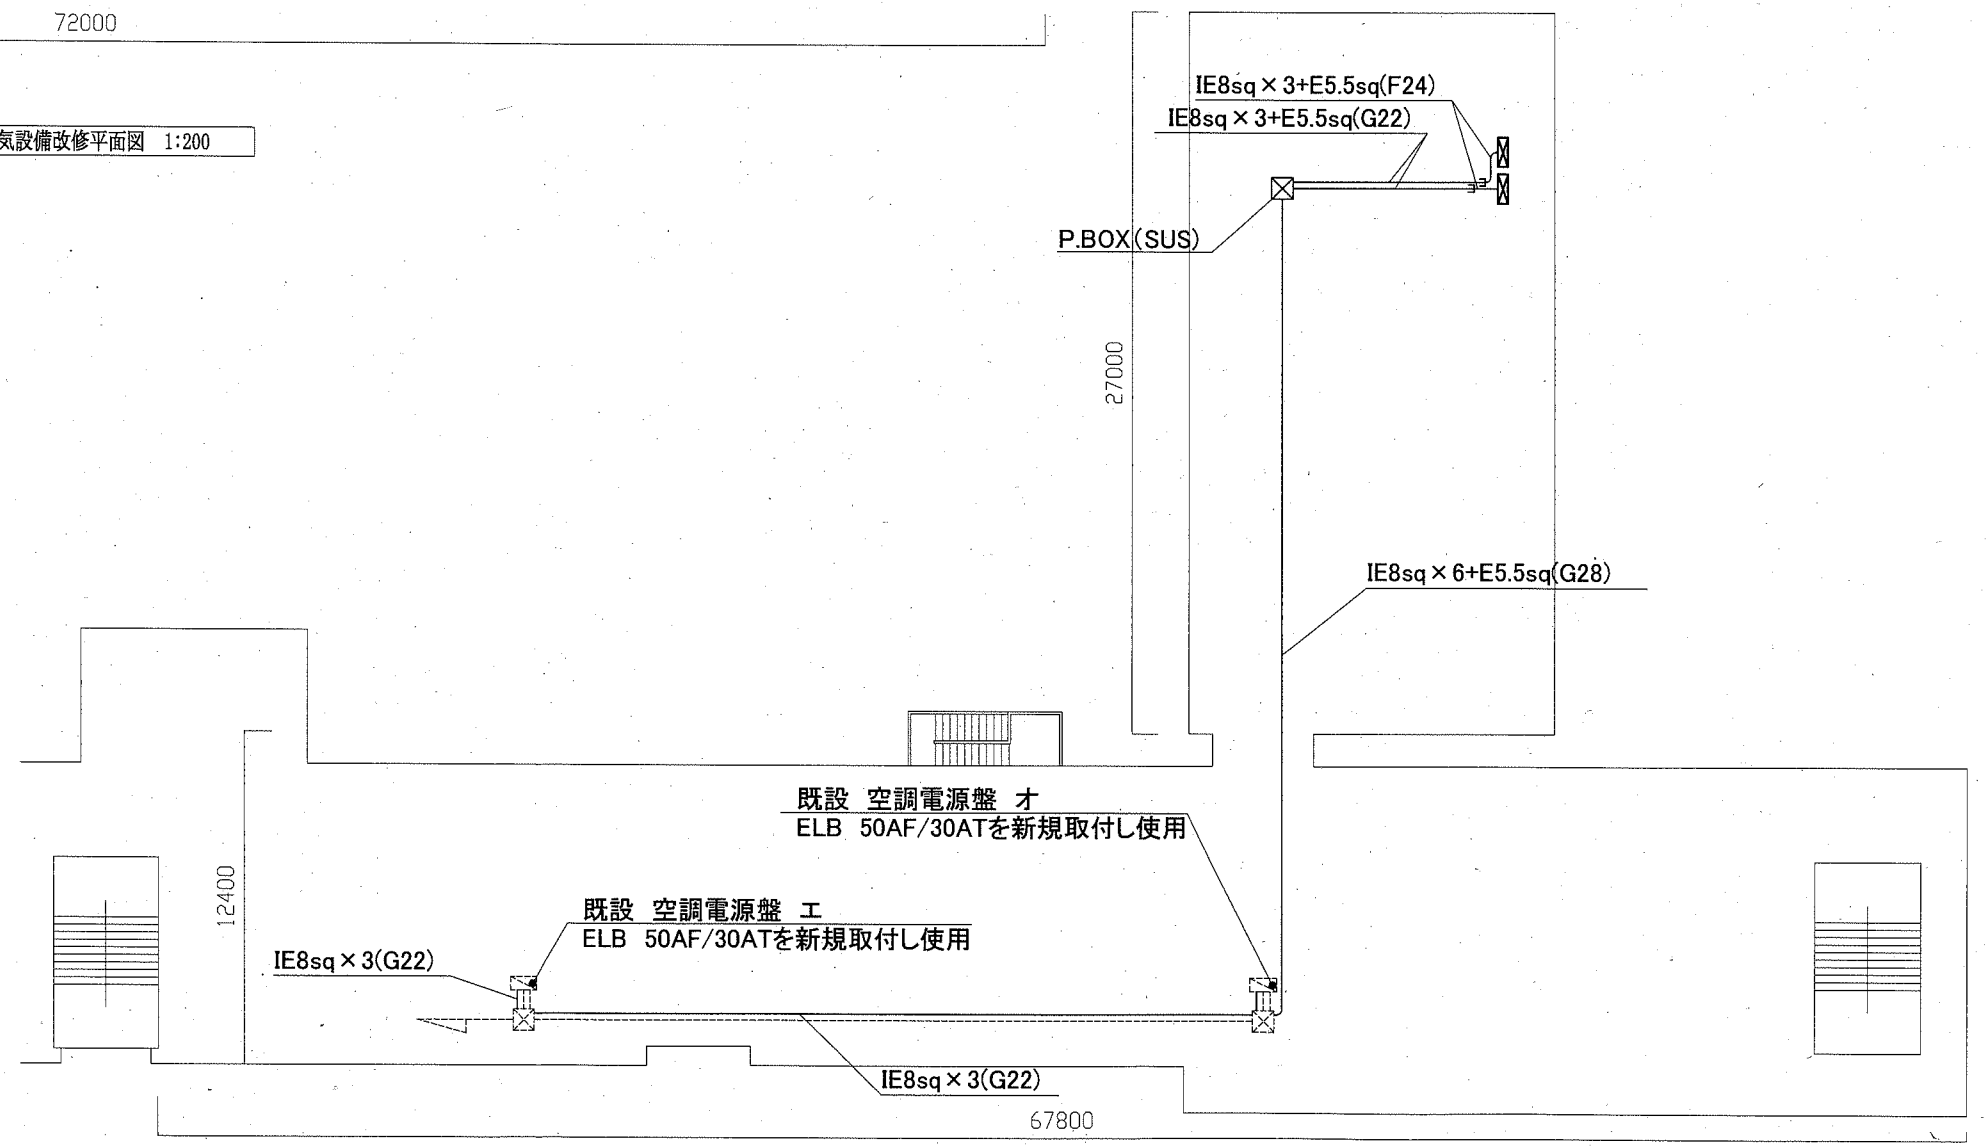 72000
気設備改修平面図 1:200
IE8sq×3+E5.5sq(F24)
IE8sq×3+E5.5sq(G22)
P.BOX(SUS)
27000
IE8sq×6+E5.5sq(G28)
既設 空調電源盤 オ
ELB 50AF/30ATを新規取付し使用
12400
既設 空調電源盤 エ
ELB 50AF/30ATを新規取付し使用
IE8sq×3(G22)
IE8sq×3(G22)
67800